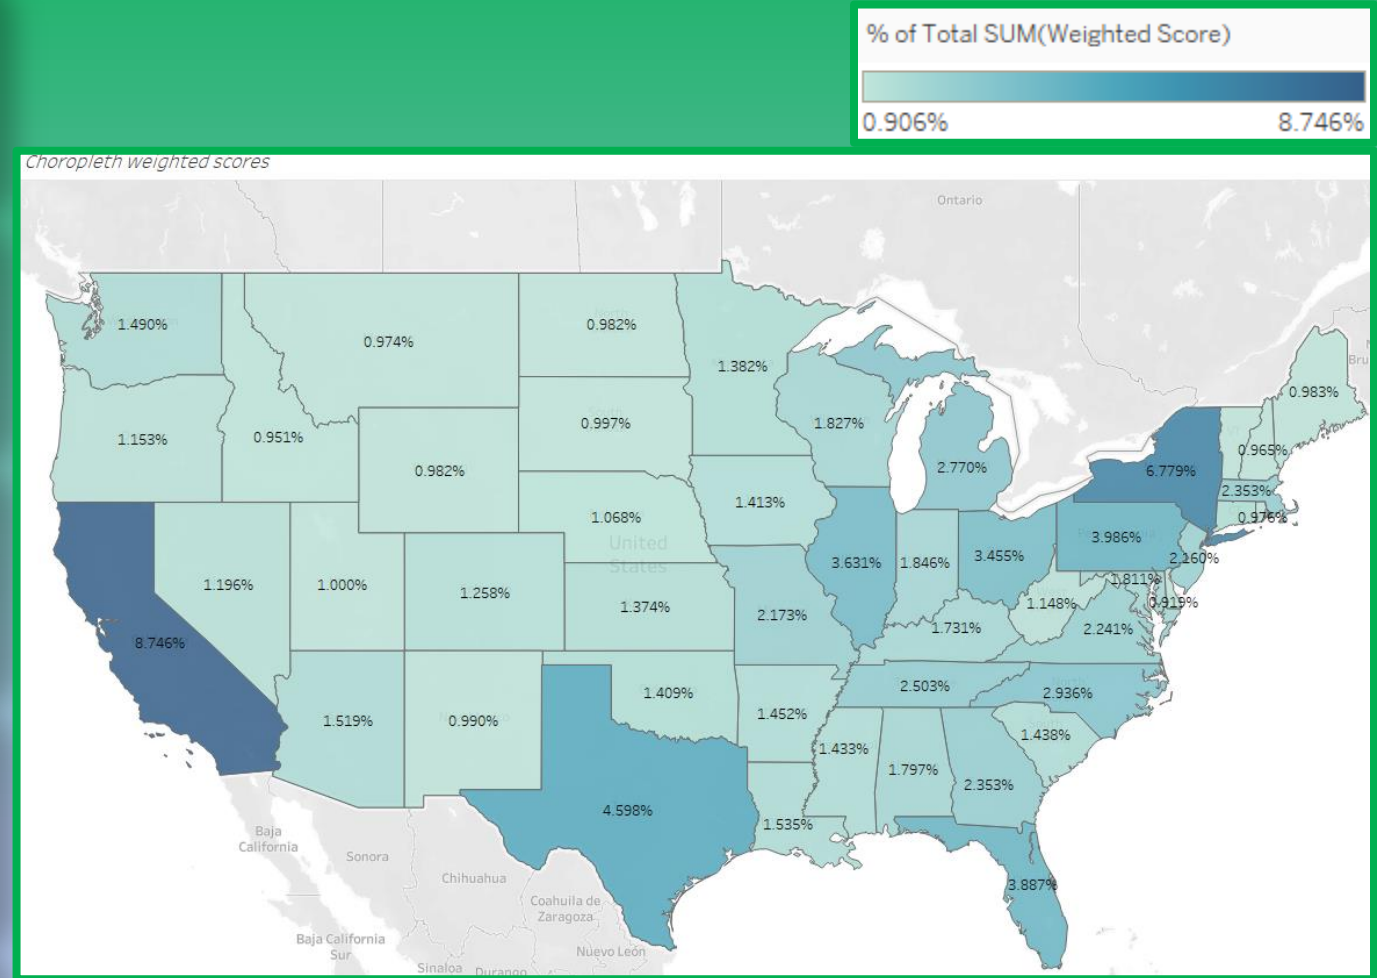 % of Total SUM(Weighted Score)
0.906% 8.746%
Choropleth weighted scores
Ontario
1.490%
0.974%
0.982%
1.382%
0.983%
1.153%
0.951%
0.982%
0.997%
1.827%
2.770%
6.779%
0.965%
2.353%
0.976%
1.068%
1.413%
3.631%
1.846%
3.455%
3.986%
2.160%
United
States
8.746%
1.196%
1.000%
1.258%
1.374%
2.173%
1.731%
1.148%
1.811%
0.919%
2.241%
1.519%
0.990%
1.409%
1.452%
2.503%
2.936%
1.433%
1.797%
2.353%
1.438%
4.598%
1.535%
3.887%
Baja
California
Sonora
Chihuahua
Coahuila de
Zaragoza
Baja California
Sur
Nuevo León
Sinaloa
Durango